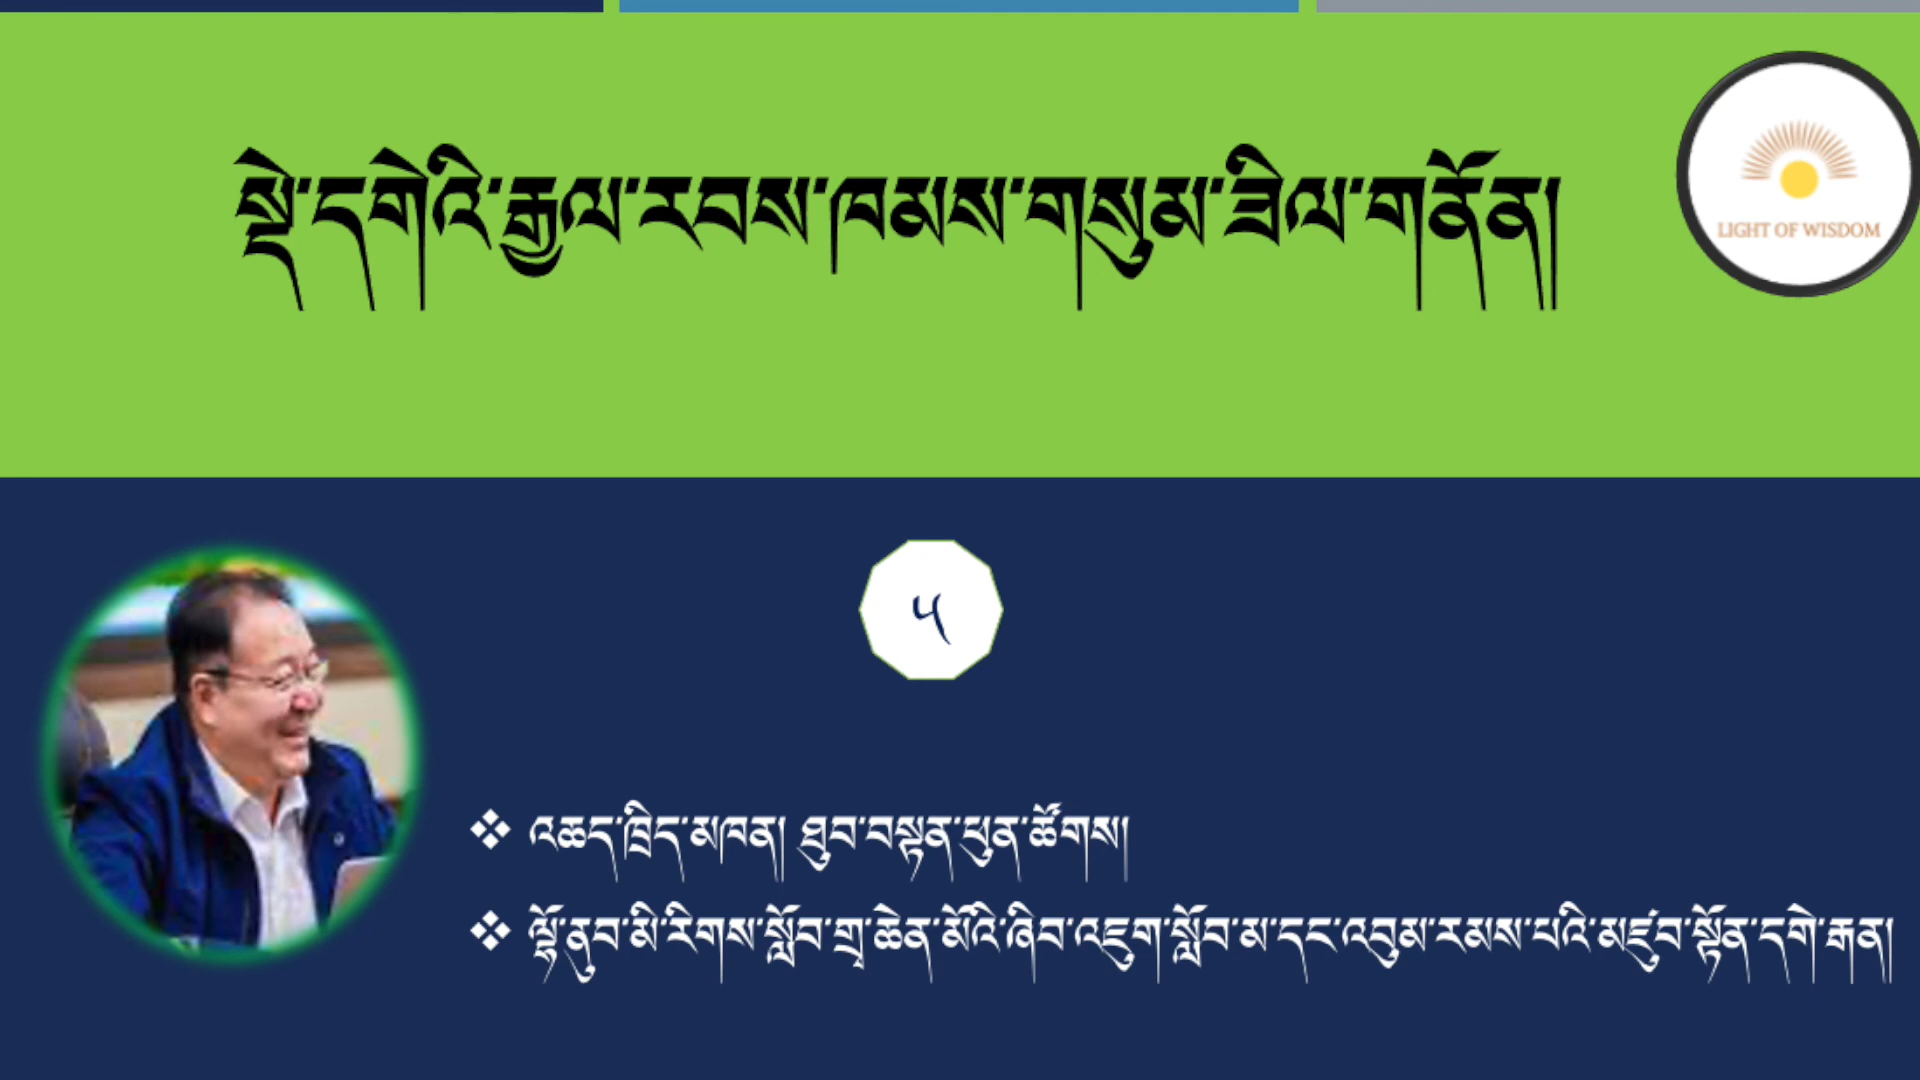 སྡེ་དགེའི་རྒྱལ་རབས་ཁམས་གསུམ་ཟིལ་གནོན།
LIGHT OF WISDOM
༥
❖ འཆད་ཁྲིད་མཁན། ཐུབ་བསྟན་ཕུན་ཚོགས།
❖ ལྷོ་ནུབ་མི་རིགས་སློབ་གྲྭ་ཆེན་མོའི་ཞིབ་འཇུག་སློབ་མ་དང་འབུམ་རམས་པའི་མཛུབ་སྟོན་དགེ་རྒན།